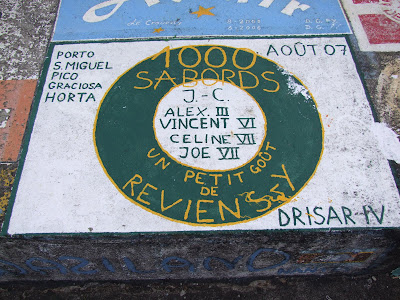 1000
SABORDS
AOÛT 07
PORTO
S. MIGUEL
PICO
GRACIOSA
HORTA
J.-C.
ALEX. III
VINCENT VI
CELINE VII
JOE VII
UN PETIT GOÛT
DE
REVIENS-Y
DRISAR-IV